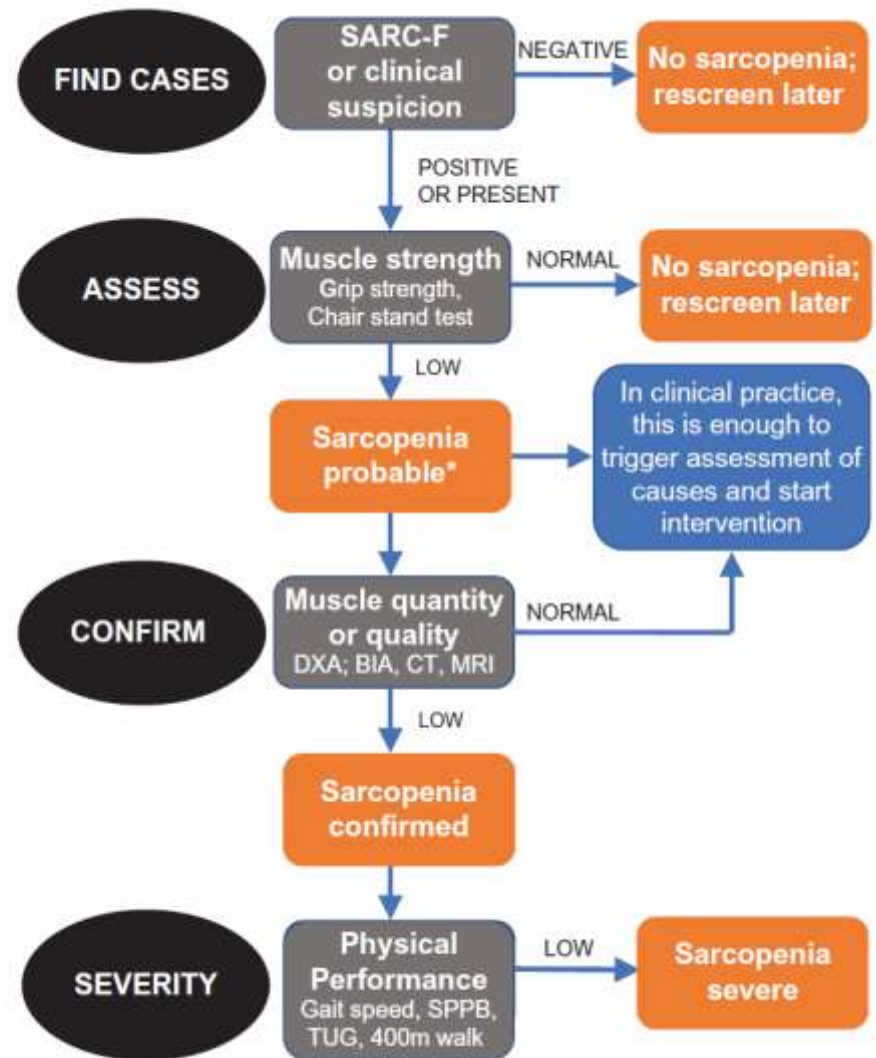 FIND CASES
SARC-F
or clinical
suspicion
NEGATIVE
No sarcopenia;
rescreen later
POSITIVE
OR PRESENT
ASSESS
Muscle strength
Grip strength,
Chair stand test
NORMAL
No sarcopenia;
rescreen later
LOW
Sarcopenia
probable*
In clinical practice,
this is enough to
trigger assessment of
causes and start
intervention
CONFIRM
Muscle quantity
or quality
DXA; BIA, CT, MRI
NORMAL
LOW
Sarcopenia
confirmed
SEVERITY
Physical
Performance
Gait speed, SPPB,
TUG, 400m walk
LOW
Sarcopenia
severe